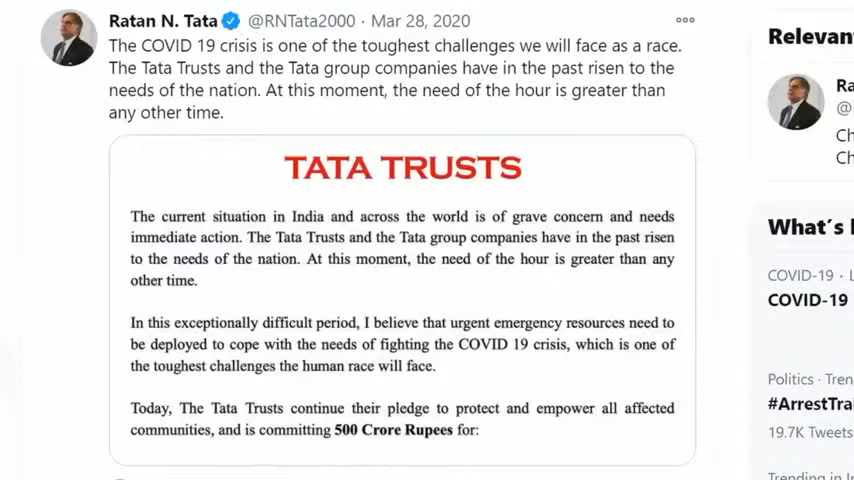 Ratan N. Tata @RNTata2000 · Mar 28, 2020
The COVID 19 crisis is one of the toughest challenges we will face as a race.
The Tata Trusts and the Tata group companies have in the past risen to the
needs of the nation. At this moment, the need of the hour is greater than
any other time.
TATA TRUSTS
The current situation in India and across the world is of grave concern and needs
immediate action. The Tata Trusts and the Tata group companies have in the past risen
to the needs of the nation. At this moment, the need of the hour is greater than any
other time.
In this exceptionally difficult period, I believe that urgent emergency resources need to
be deployed to cope with the needs of fighting the COVID 19 crisis, which is one of
the toughest challenges the human race will face.
Today, The Tata Trusts continue their pledge to protect and empower all affected
communities, and is committing 500 Crore Rupees for:
Relevan
Ra
@
Ch
Ch
What's
COVID-19 ·
COVID-19
Politics · Tren
#ArrestTra
19.7K Tweets
Trending in